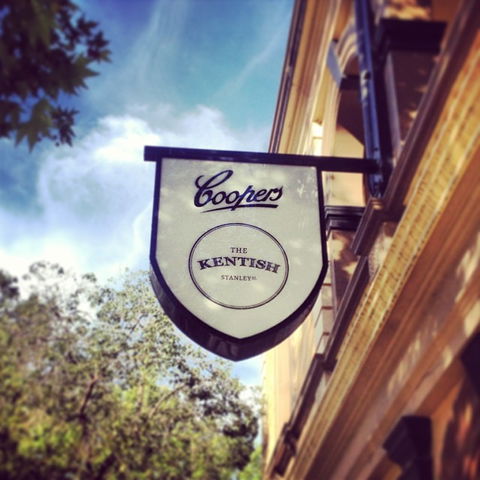 Coopers
THE
KENTISH
STANLEY ST.